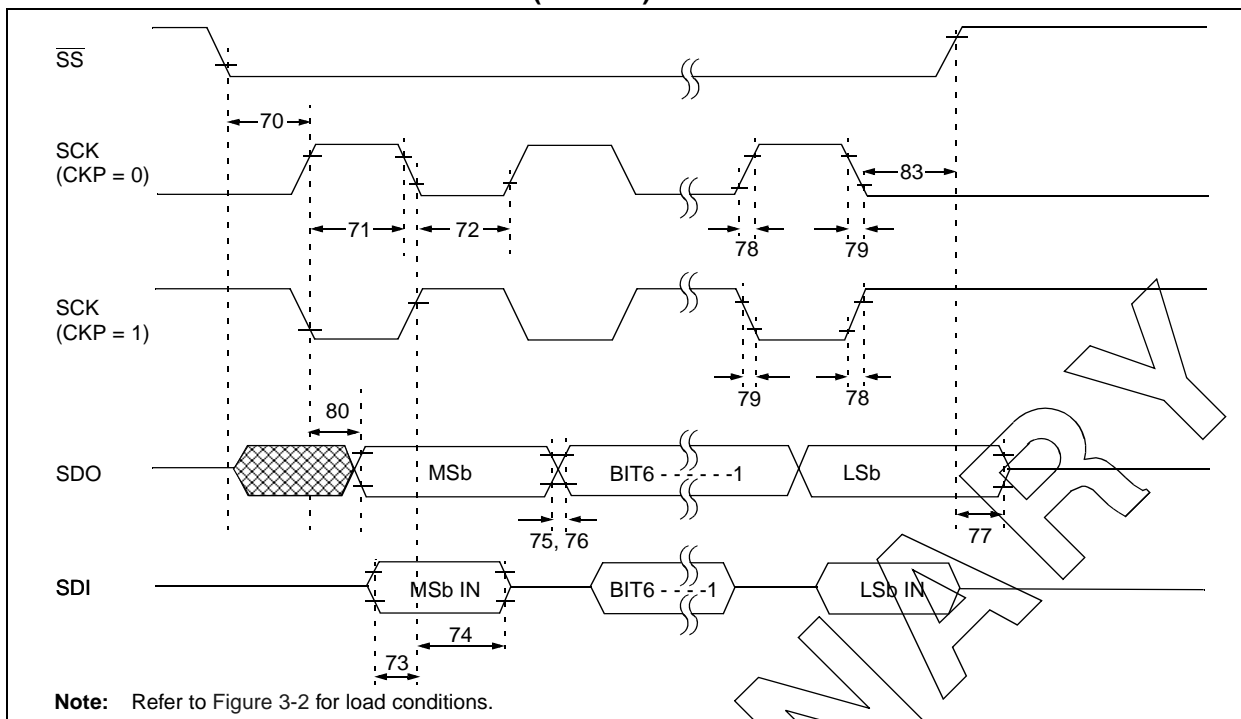 SS
70
SCK
(CKP = 0)
83
71
72
78
79
SCK
(CKP = 1)
79
78
80
SDO
MSb
BIT6 - - - - - -1
LSb
75, 76
77
SDI
MSb IN
BIT6 - - - - -1
LSb IN
74
73
Note: Refer to Figure 3-2 for load conditions.
N A R Y